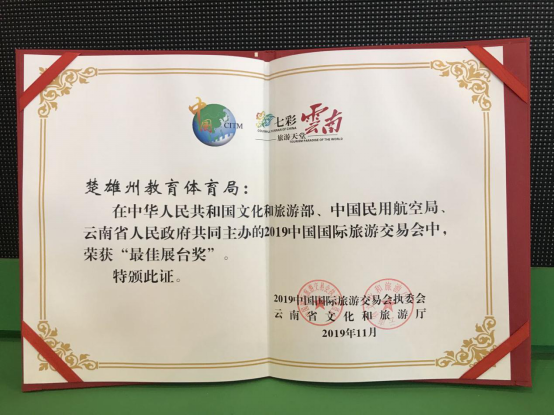 中国
CITM
七彩
雲南
旅游天堂
楚雄州教育体育局：
在中华人民共和国文化和旅游部、中国民用航空局、
云南省人民政府共同主办的2019中国国际旅游交易会中，
荣获“最佳展台奖”。
特颁此证。
2019中国国际旅游交易会执委会
云南省文化和旅游厅
2019年11月